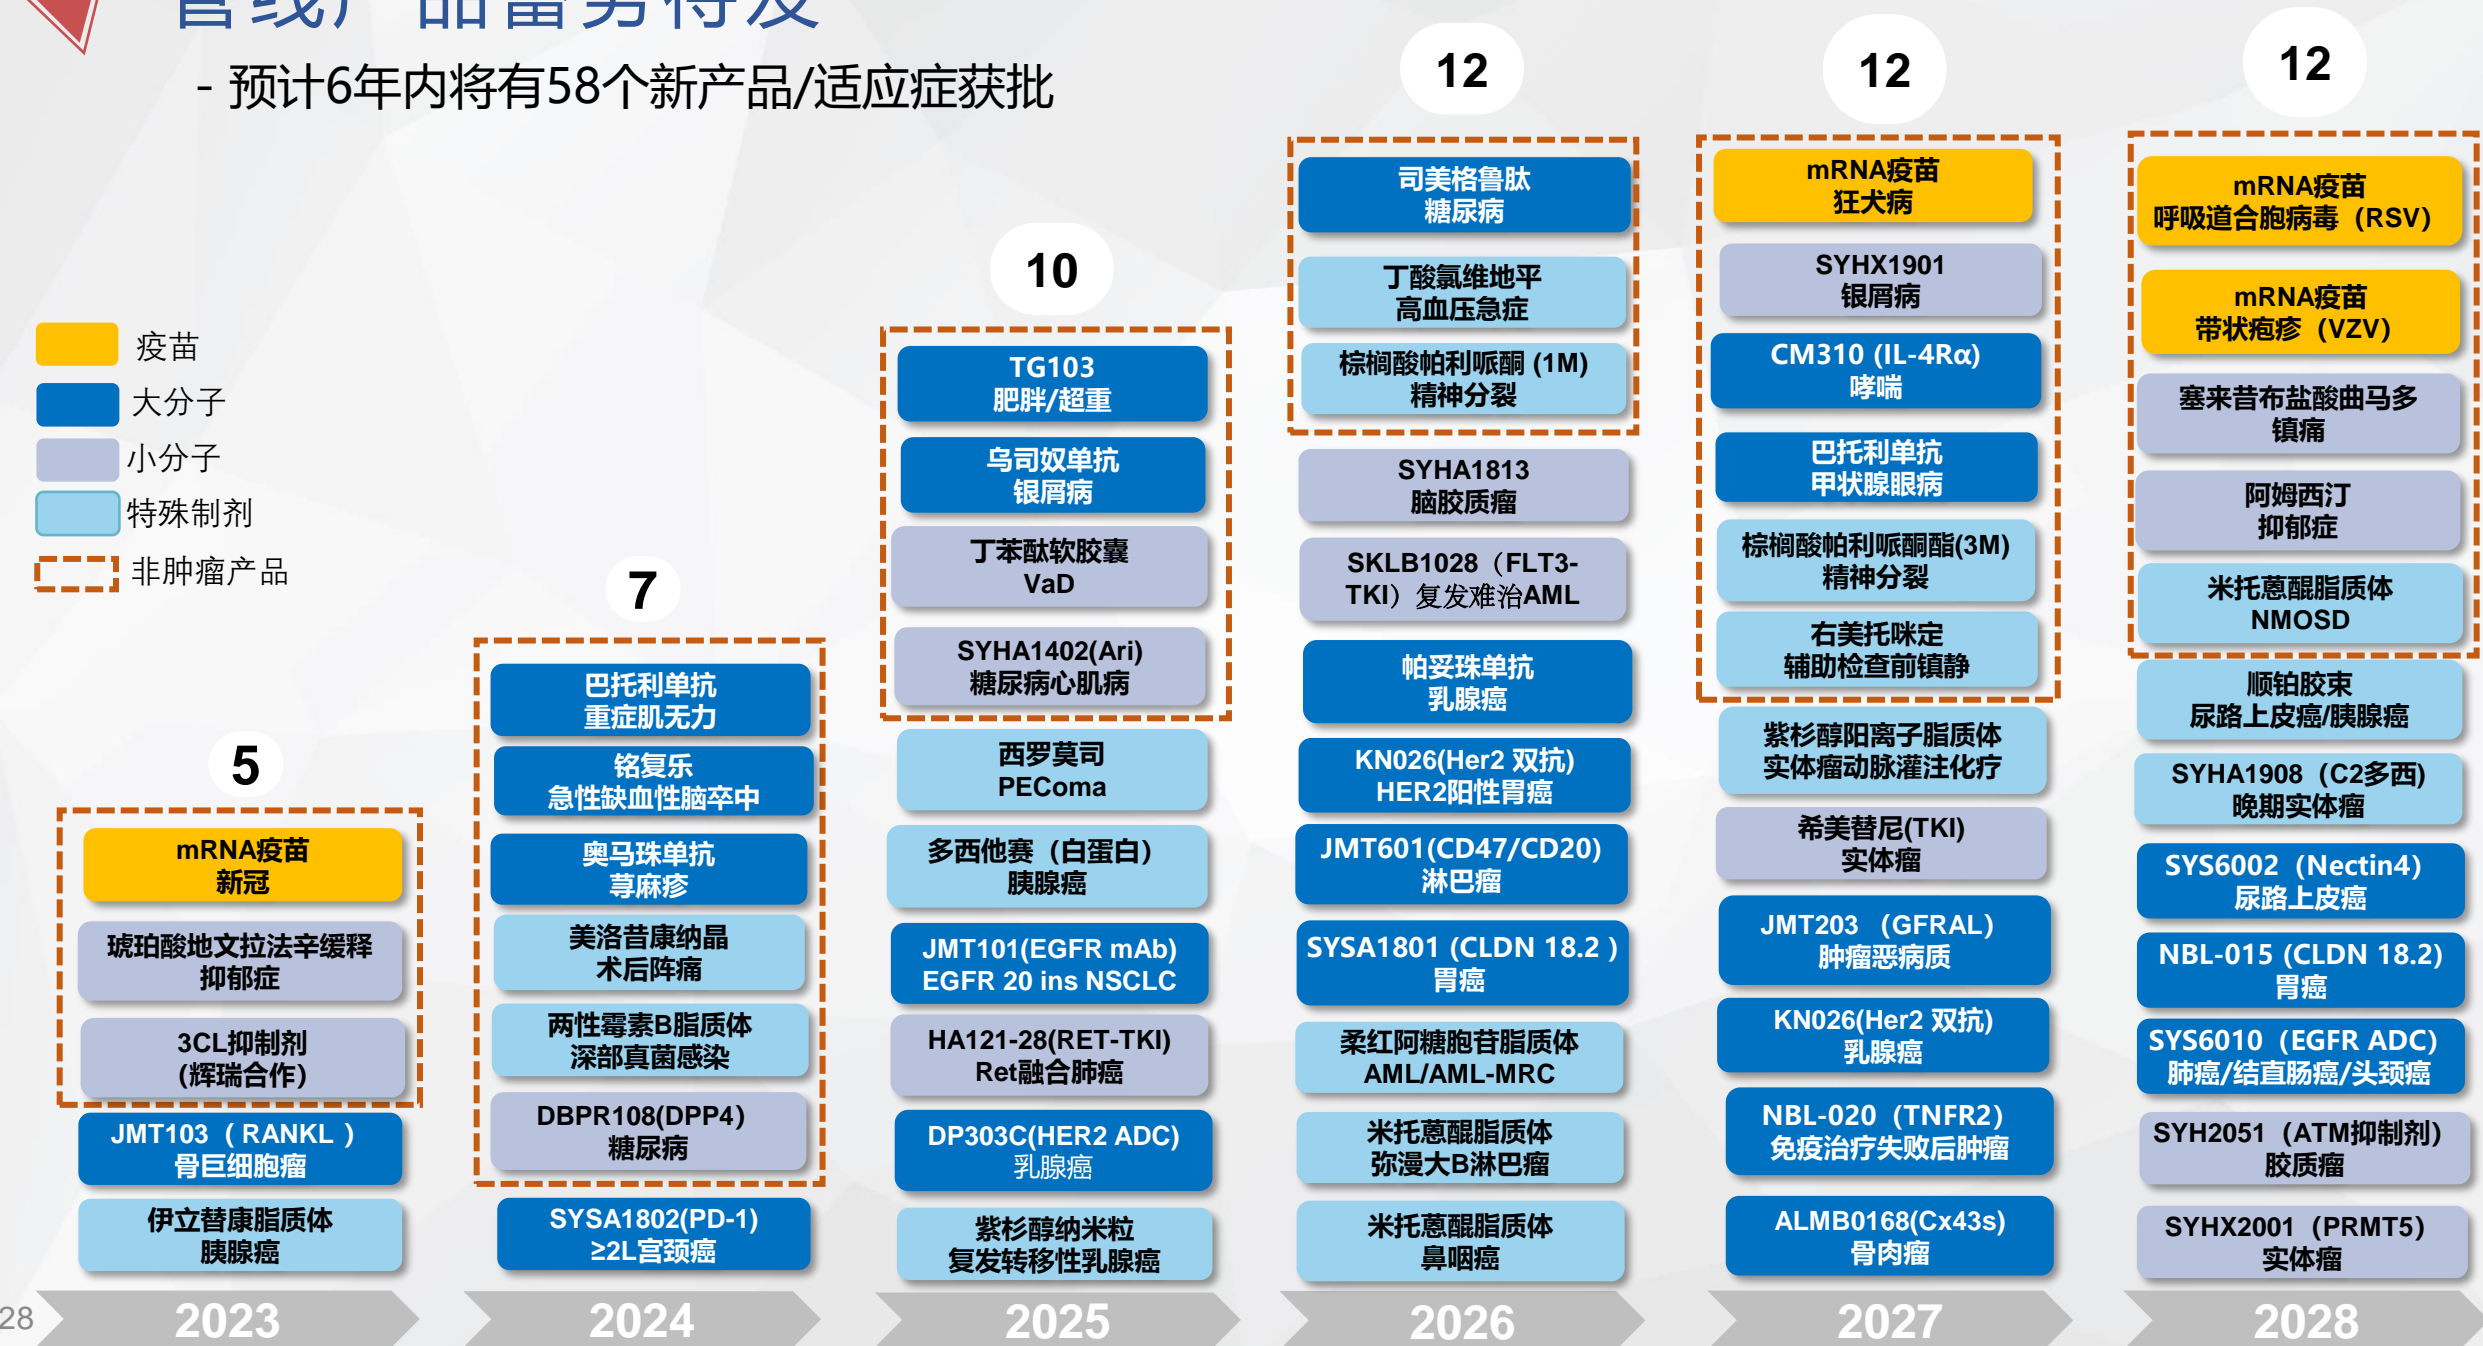 管线产品蓄势待发
- 预计6年内将有58个新产品/适应症获批
疫苗
大分子
小分子
特殊制剂
非肿瘤产品
5
mRNA疫苗
新冠
琥珀酸地文拉法辛缓释
抑郁症
3CL抑制剂
(辉瑞合作)
JMT103（RANKL）
骨巨细胞瘤
伊立替康脂质体
胰腺癌
2023
7
巴托利单抗
重症肌无力
铭复乐
急性缺血性脑卒中
奥马珠单抗
荨麻疹
美洛昔康纳晶
术后阵痛
两性霉素B脂质体
深部真菌感染
DBPR108(DPP4)
糖尿病
SYSA1802(PD-1)
≥2L宫颈癌
2024
10
TG103
肥胖/超重
乌司奴单抗
银屑病
丁苯酞软胶囊
VaD
SYHA1402(Ari)
糖尿病心肌病
西罗莫司
PEComa
多西他赛（白蛋白）
胰腺癌
JMT101(EGFR mAb)
EGFR 20 ins NSCLC
HA121-28(RET-TKI)
Ret融合肺癌
DP303C(HER2 ADC)
乳腺癌
紫杉醇纳米粒
复发转移性乳腺癌
2025
12
司美格鲁肽
糖尿病
丁酸氯维地平
高血压急症
棕榈酸帕利哌酮 (1M)
精神分裂
SYHA1813
脑胶质瘤
SKLB1028（FLT3-
TKI）复发难治AML
帕妥珠单抗
乳腺癌
KN026(Her2 双抗)
HER2阳性胃癌
JMT601(CD47/CD20)
淋巴瘤
SYSA1801 (CLDN 18.2 )
胃癌
柔红阿糖胞苷脂质体
AML/AML-MRC
米托蒽醌脂质体
弥漫大B淋巴瘤
米托蒽醌脂质体
鼻咽癌
2026
12
mRNA疫苗
狂犬病
SYHX1901
银屑病
CM310 (IL-4Rα)
哮喘
巴托利单抗
甲状腺眼病
棕榈酸帕利哌酮酯(3M)
精神分裂
右美托咪定
辅助检查前镇静
紫杉醇阳离子脂质体
实体瘤动脉灌注化疗
希美替尼(TKI)
实体瘤
JMT203 （GFRAL）
肿瘤恶病质
KN026(Her2 双抗)
乳腺癌
NBL-020（TNFR2）
免疫治疗失败后肿瘤
ALMB0168(Cx43s)
骨肉瘤
2027
12
mRNA疫苗
呼吸道合胞病毒（RSV）
mRNA疫苗
带状疱疹（VZV）
塞来昔布盐酸曲马多
镇痛
阿姆西汀
抑郁症
米托蒽醌脂质体
NMOSD
顺铂胶束
尿路上皮癌/胰腺癌
SYHA1908（C2多西)
晚期实体瘤
SYS6002（Nectin4）
尿路上皮癌
NBL-015 (CLDN 18.2)
胃癌
SYS6010（EGFR ADC）
肺癌/结直肠癌/头颈癌
SYH2051（ATM抑制剂）
胶质瘤
SYHX2001（PRMT5）
实体瘤
2028
28